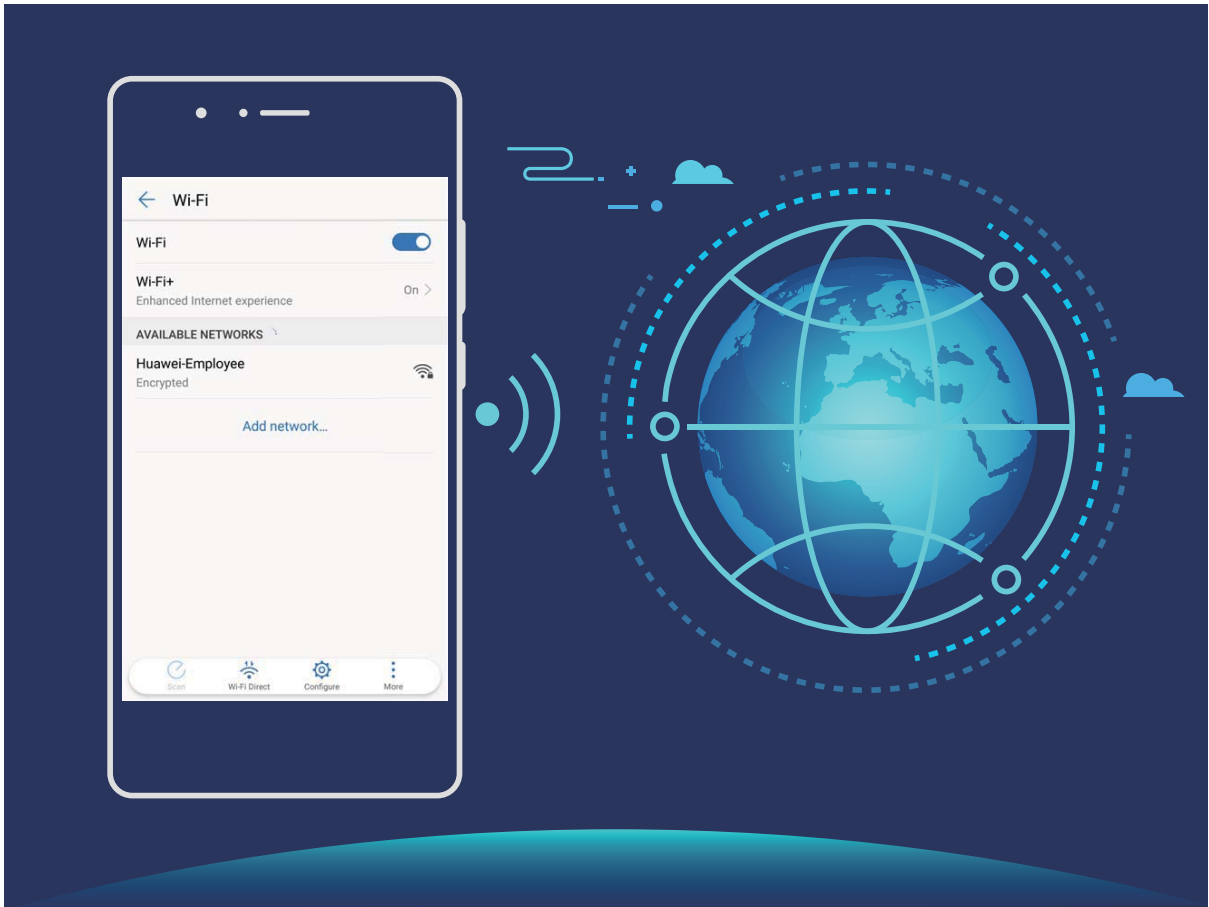 Wi-Fi
Wi-Fi
Wi-Fi+
On
Enhanced Internet experience
AVAILABLE NETWORKS
Huawei-Employee
Encrypted
Add network...
Scan
Wi-Fi Direct
Configure
More